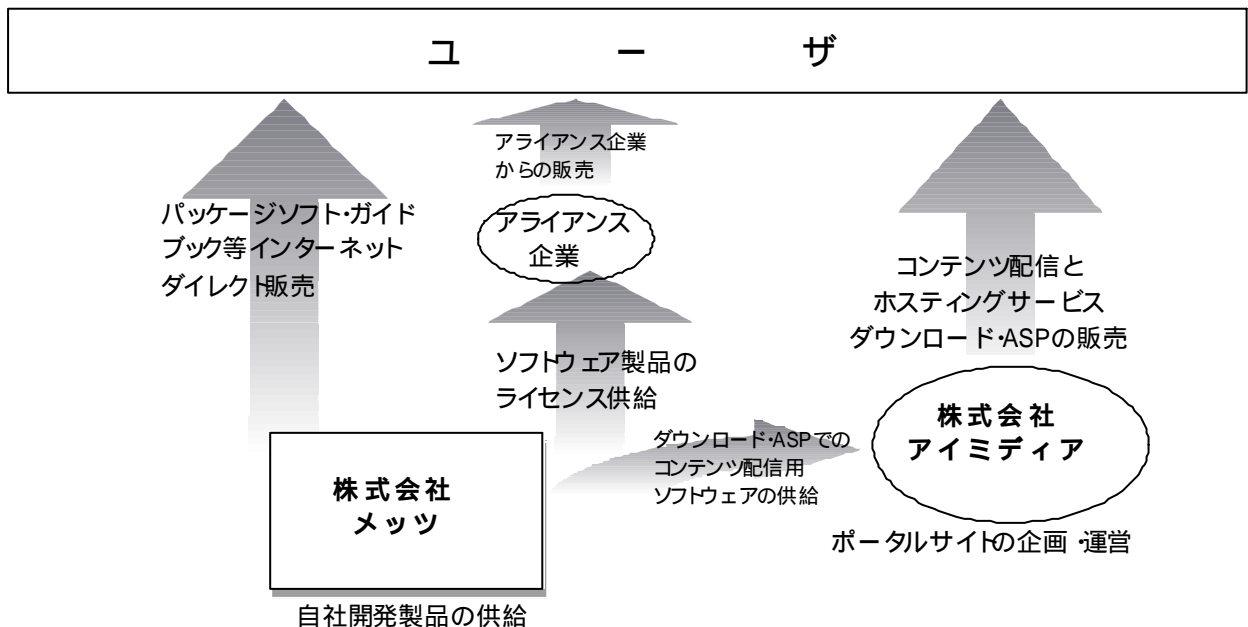 ユーザ
アライアンス企業
からの販売
パッケージソフト・ガイド
ブック等インターネット
ダイレクト販売
アライアンス
企業
コンテンツ配信と
ホスティングサービス
ダウンロード・ASPの販売
ソフトウェア製品の
ライセンス供給
株式会社
アイミディア
ダウンロード・ASPでの
コンテンツ配信用
ソフトウェアの供給
株式会社
メッツ
ポータルサイトの企画・運営
自社開発製品の供給